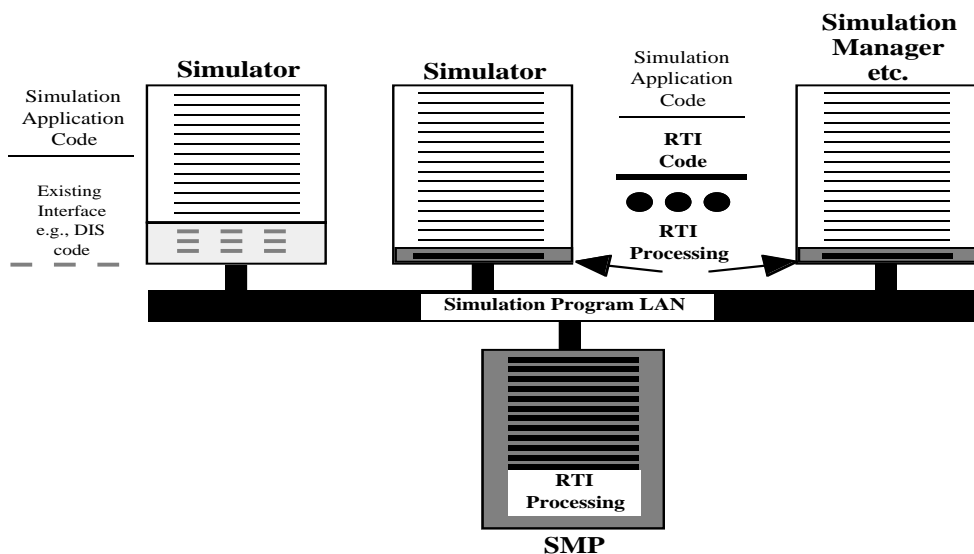 Simulation
Manager
etc.
Simulator
Simulator
Simulation
Application
Code
Simulation
Application
Code
RTI
Code
Existing
Interface
e.g., DIS
code
RTI
Processing
Simulation Program LAN
RTI
Processing
SMP